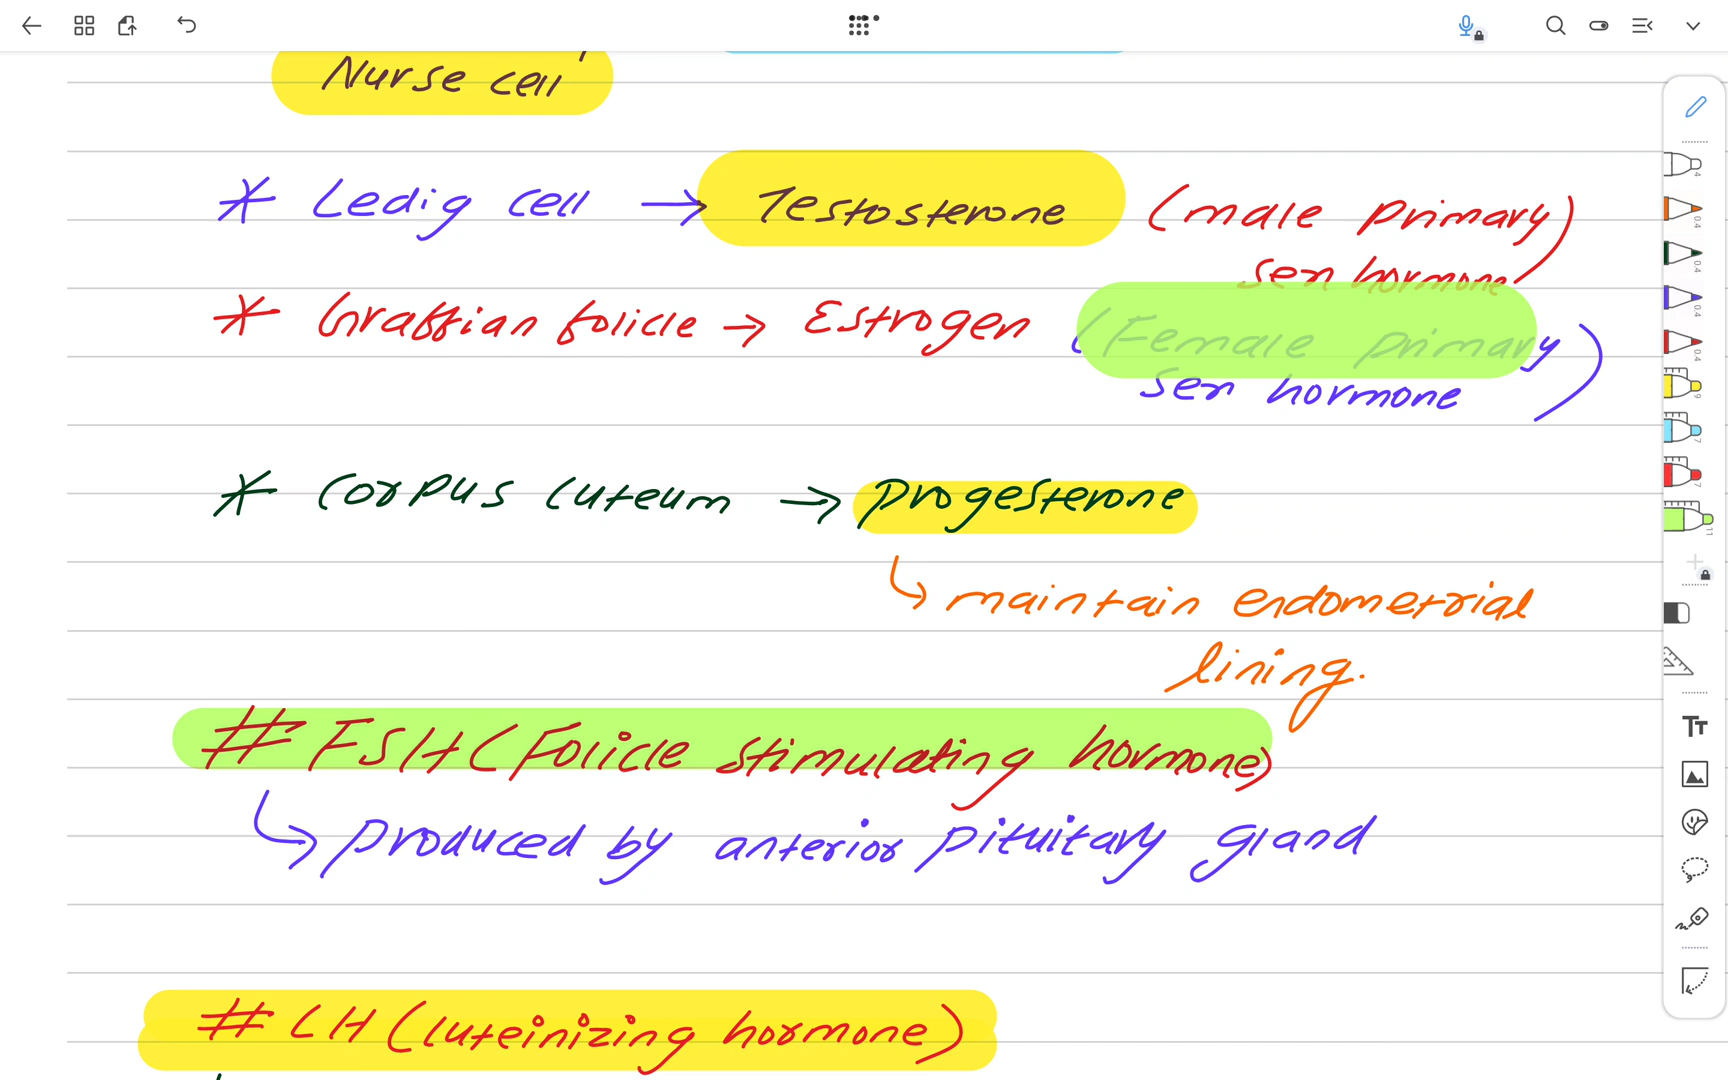 Nurse cell
* Ledig cell → Testosterone (male primary
sex hormone)
* Graffian folicle → Estrogen (Female primary
sex hormone)
* Corpus luteum → progesterone
↳ maintain endometrial
lining.
# FSH (Folicle stimulating hormone)
↳ produced by anterior pituitary gland
# LH (luteinizing hormone)